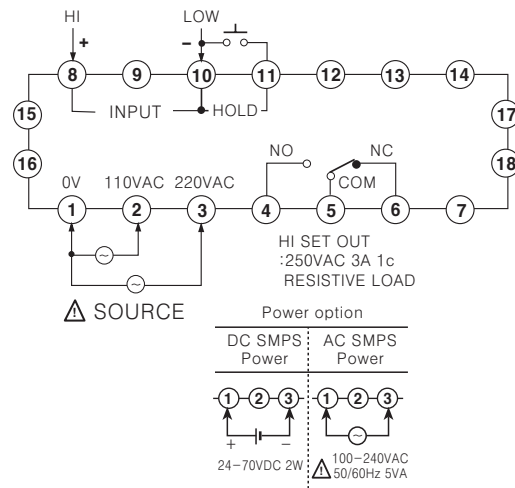 HI LOW
+ −
8 9 10 11 12 13 14
INPUT HOLD
15 17
16 18
NO NC
COM
0V 110VAC 220VAC
1 2 3 4 5 6 7
~
~
HI SET OUT
:250VAC 3A 1c
RESISTIVE LOAD
⚠ SOURCE
Power option
DC SMPS
Power
AC SMPS
Power
1 2 3
+ −
24−70VDC 2W
1 2 3
~
⚠ 100−240VAC
50/60Hz 5VA